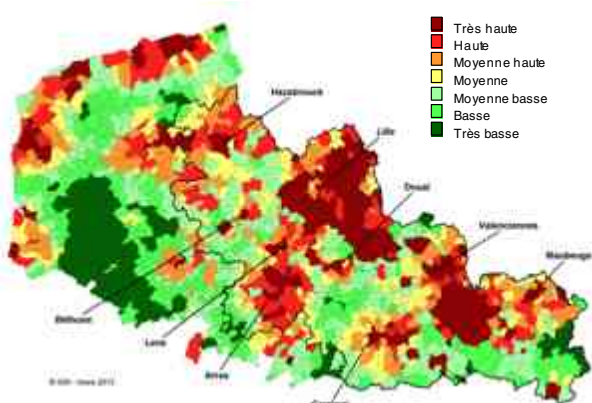 Très haute
Haute
Moyenne haute
Moyenne
Moyenne basse
Basse
Très basse
Hazebrouck
Lille
Douai
Valenciennes
Maubeuge
Béthune
Lens
Arras